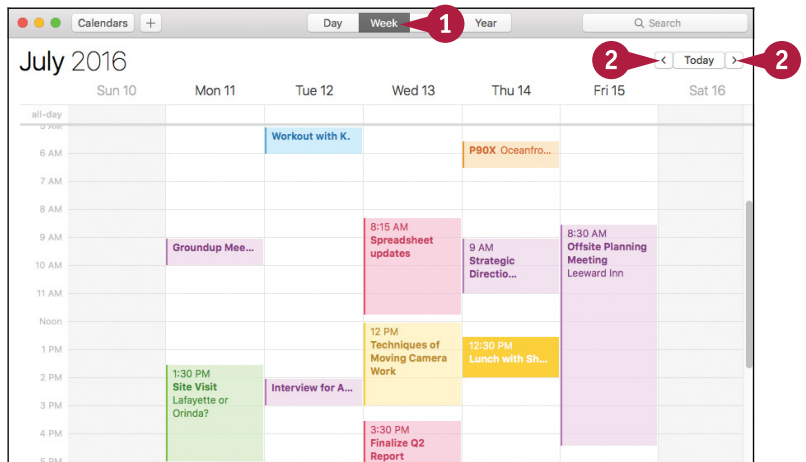 Calendars + Day Week Year Search
1
July 2016
2 < Today > 2
Sun 10 Mon 11 Tue 12 Wed 13 Thu 14 Fri 15 Sat 16
all-day
5 AM
Workout with K.
6 AM
P90X Oceanfro...
7 AM
8 AM
8:15 AM
Spreadsheet
updates
8:30 AM
Offsite Planning
Meeting
Leeward Inn
9 AM
Groundup Mee...
9 AM
Strategic
Directio...
10 AM
11 AM
Noon
12 PM
Techniques of
Moving Camera
Work
12:30 PM
Lunch with Sh...
1 PM
1:30 PM
Site Visit
Lafayette or
Orinda?
2 PM
Interview for A...
3 PM
3:30 PM
Finalize Q2
Report
4 PM
5 PM